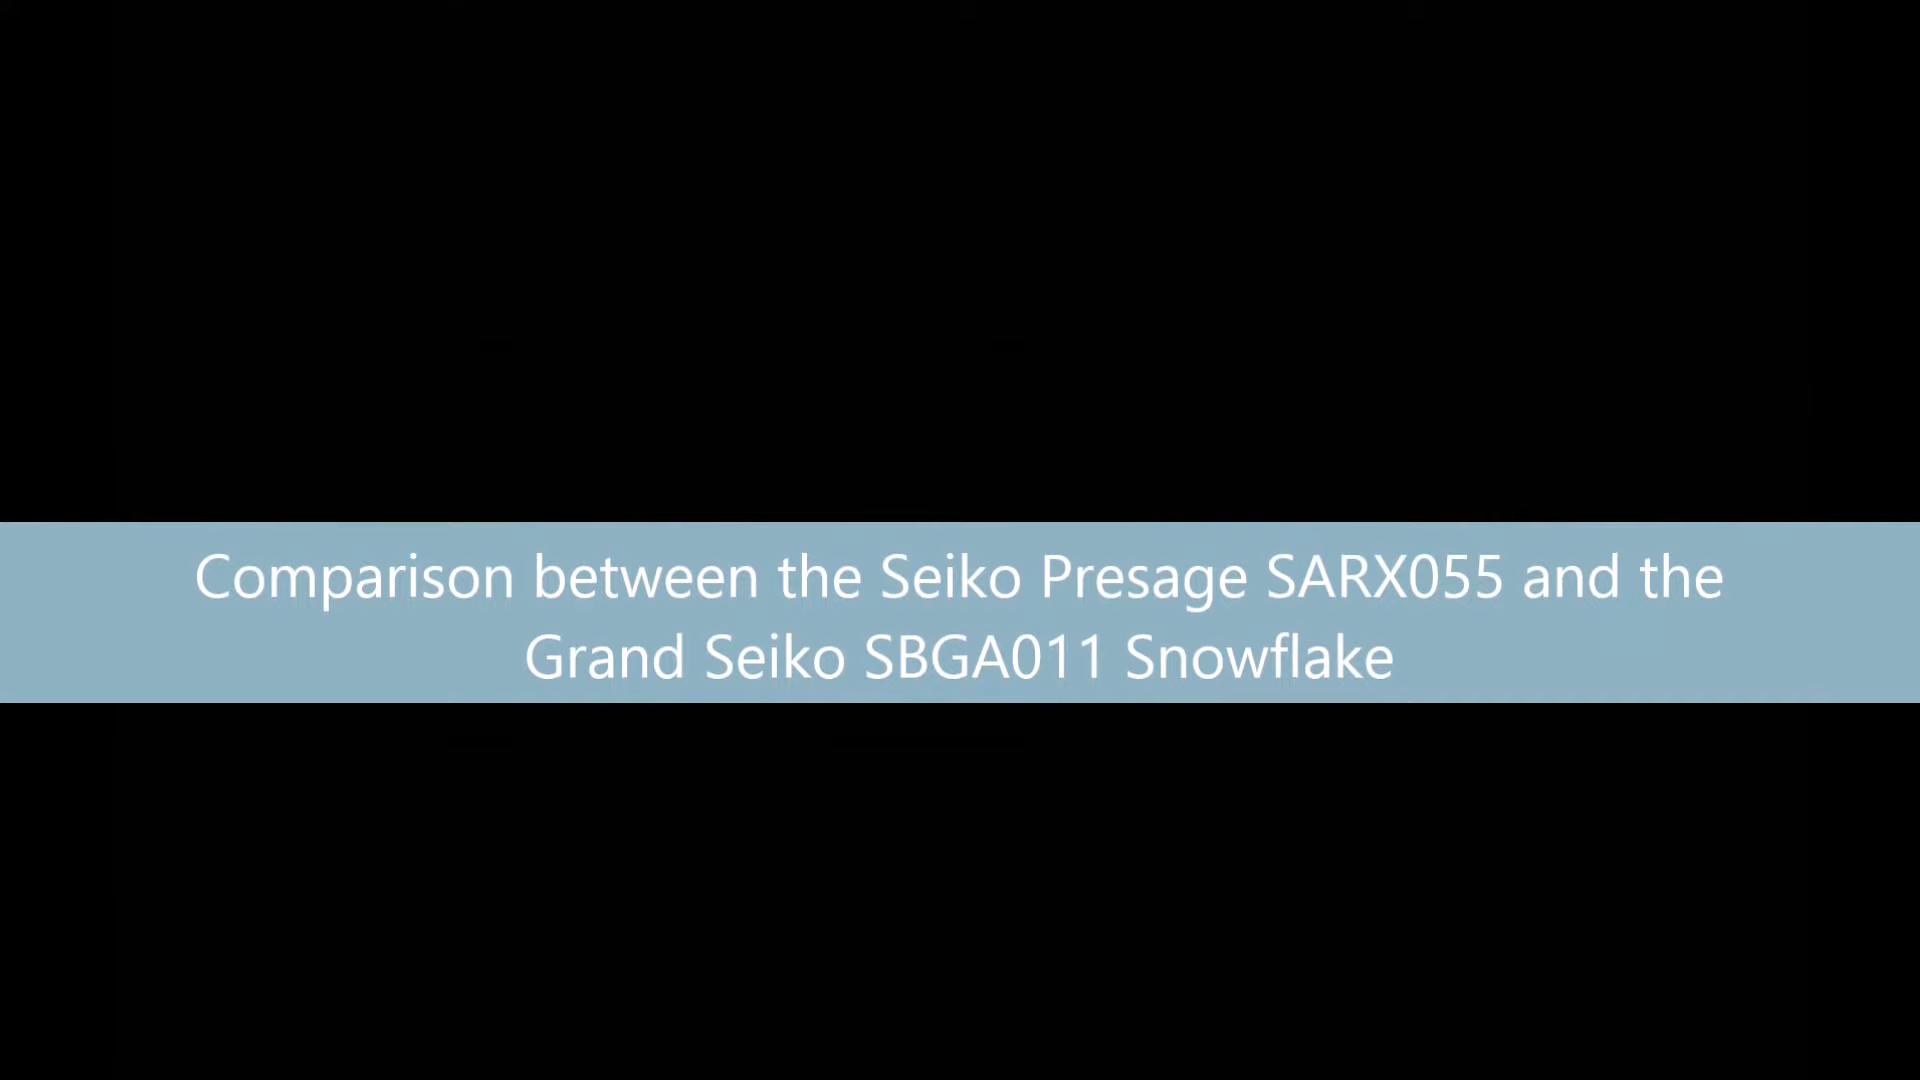 Comparison between the Seiko Presage SARX055 and the
Grand Seiko SBGA011 Snowflake